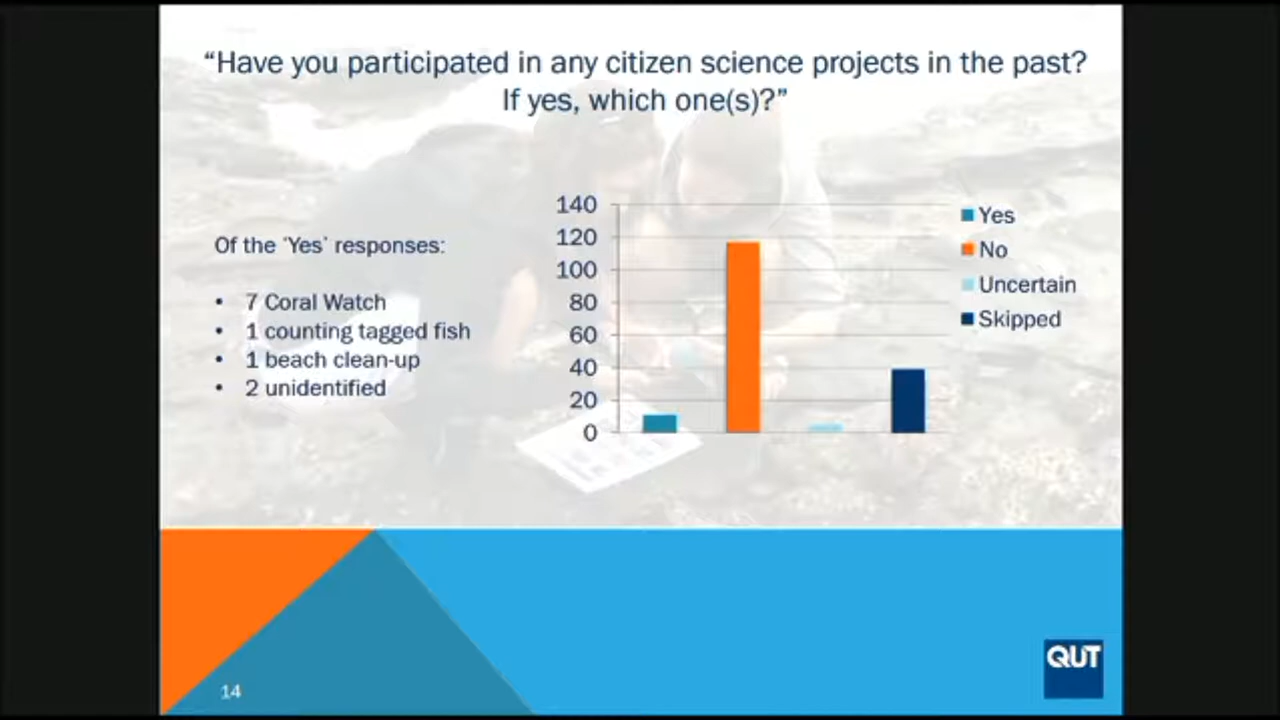 “Have you participated in any citizen science projects in the past?
If yes, which one(s)?”
Of the ‘Yes’ responses:
• 7 Coral Watch
• 1 counting tagged fish
• 1 beach clean-up
• 2 unidentified
140
120
100
80
60
40
20
0
Yes
No
Uncertain
Skipped
14
QUT